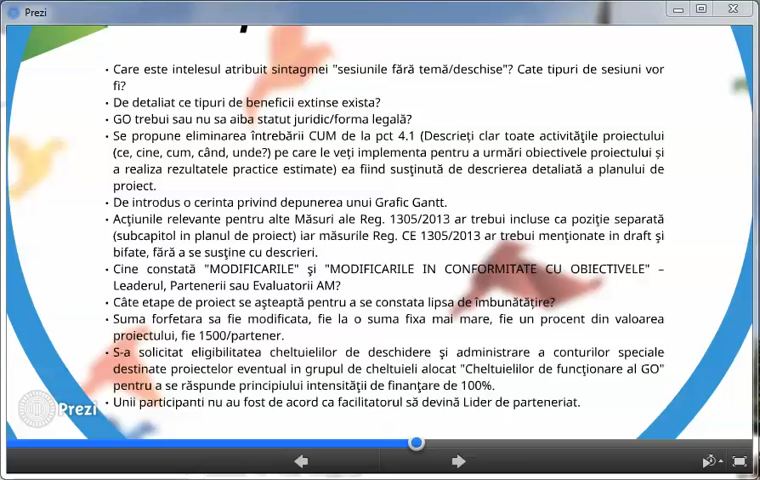 Prezi
• Care este intelesul atribuit sintagmei "sesiunile fără temă/deschise"? Cate tipuri de sesiuni vor
fi?
• De detaliat ce tipuri de beneficii extinse exista?
• GO trebui sau nu sa aiba statut juridic/forma legală?
• Se propune eliminarea întrebării CUM de la pct 4.1 (Descrieţi clar toate activităţile proiectului
(ce, cine, cum, când, unde?) pe care le veţi implementa pentru a urmări obiectivele proiectului și
a realiza rezultatele practice estimate) ea fiind susţinută de descrierea detaliată a planului de
proiect.
• De introdus o cerinta privind depunerea unui Grafic Gantt.
• Acţiunile relevante pentru alte Măsuri ale Reg. 1305/2013 ar trebui incluse ca poziţie separată
(subcapitol in planul de proiect) iar măsurile Reg. CE 1305/2013 ar trebui menţionate in draft şi
bifate, fără a se susţine cu descrieri.
• Cine constată "MODIFICARILE" şi "MODIFICARILE IN CONFORMITATE CU OBIECTIVELE" –
Leaderul, Partenerii sau Evaluatorii AM?
• Câte etape de proiect se aşteaptă pentru a se constata lipsa de îmbunătăţire?
• Suma forfetara sa fie modificata, fie la o suma fixa mai mare, fie un procent din valoarea
proiectului, fie 1500/partener.
• S-a solicitat eligibilitatea cheltuielilor de deschidere şi administrare a conturilor speciale
destinate proiectelor eventual in grupul de cheltuieli alocat "Cheltuielilor de funcţionare al GO"
pentru a se răspunde principiului intensităţii de finanţare de 100%.
• Unii participanti nu au fost de acord ca facilitatorul să devină Lider de parteneriat.
Prezi